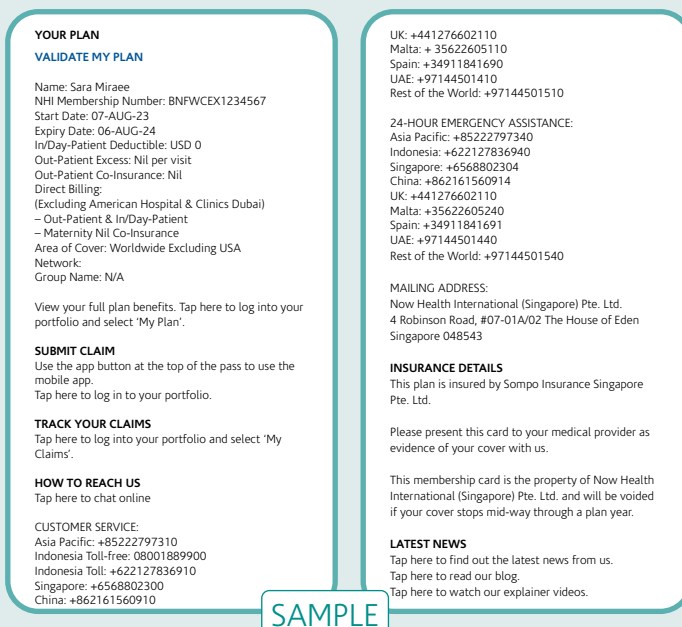 YOUR PLAN
VALIDATE MY PLAN
Name: Sara Miraee
NHI Membership Number: BNFWCEX1234567
Start Date: 07-AUG-23
Expiry Date: 06-AUG-24
In/Day-Patient Deductible: USD 0
Out-Patient Excess: Nil per visit
Out-Patient Co-Insurance: Nil
Direct Billing:
(Excluding American Hospital & Clinics Dubai)
– Out-Patient & In/Day-Patient
– Maternity Nil Co-Insurance
Area of Cover: Worldwide Excluding USA
Network:
Group Name: N/A
View your full plan benefits. Tap here to log into your
portfolio and select ‘My Plan’.
SUBMIT CLAIM
Use the app button at the top of the pass to use the
mobile app.
Tap here to log in to your portfolio.
TRACK YOUR CLAIMS
Tap here to log into your portfolio and select ‘My
Claims’.
HOW TO REACH US
Tap here to chat online
CUSTOMER SERVICE:
Asia Pacific: +85222797310
Indonesia Toll-free: 08001889900
Indonesia Toll: +622127836910
Singapore: +6568802300
China: +862161560910
UK: +441276602110
Malta: + 35622605110
Spain: +34911841690
UAE: +97144501410
Rest of the World: +97144501510
24-HOUR EMERGENCY ASSISTANCE:
Asia Pacific: +85222797340
Indonesia: +622127836940
Singapore: +6568802304
China: +862161560914
UK: +441276602110
Malta: +35622605240
Spain: +34911841691
UAE: +97144501440
Rest of the World: +97144501540
MAILING ADDRESS:
Now Health International (Singapore) Pte. Ltd.
4 Robinson Road, #07-01A/02 The House of Eden
Singapore 048543
INSURANCE DETAILS
This plan is insured by Sompo Insurance Singapore
Pte. Ltd.
Please present this card to your medical provider as
evidence of your cover with us.
This membership card is the property of Now Health
International (Singapore) Pte. Ltd. and will be voided
if your cover stops mid-way through a plan year.
LATEST NEWS
Tap here to find out the latest news from us.
Tap here to read our blog.
Tap here to watch our explainer videos.
SAMPLE